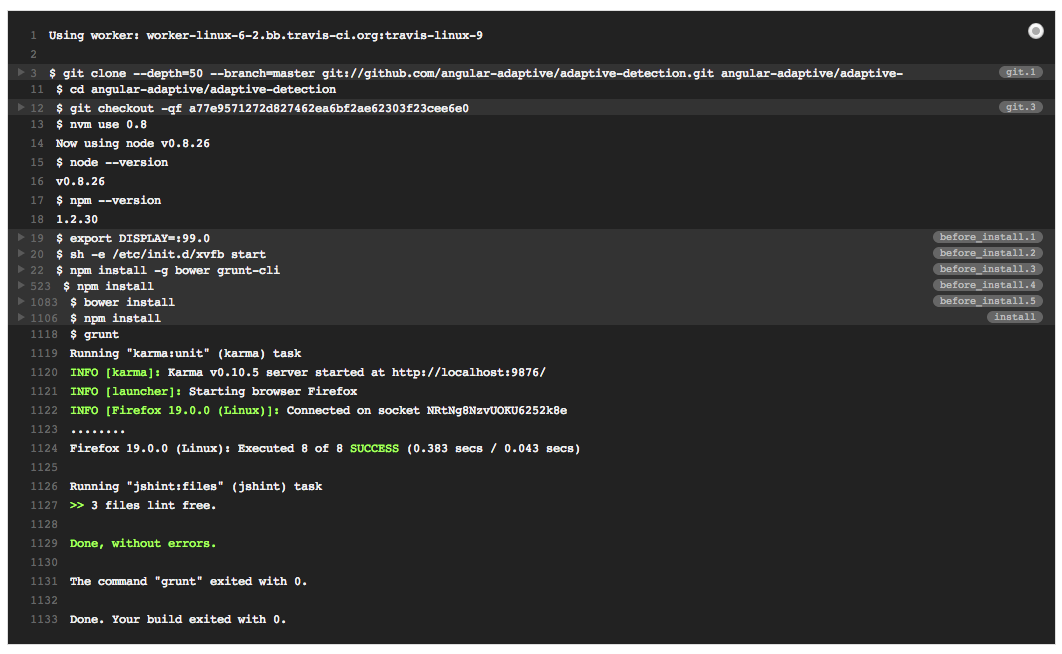 1 Using worker: worker-linux-6-2.bb.travis-ci.org:travis-linux-9
2
3 $ git clone --depth=50 --branch=master git://github.com/angular-adaptive/adaptive-detection.git angular-adaptive/adaptive- git.1
11 $ cd angular-adaptive/adaptive-detection
12 $ git checkout -qf a77e9571272d827462ea6bf2ae62303f23cee6e0 git.3
13 $ nvm use 0.8
14 Now using node v0.8.26
15 $ node --version
16 v0.8.26
17 $ npm --version
18 1.2.30
19 $ export DISPLAY=:99.0 before_install.1
20 $ sh -e /etc/init.d/xvfb start before_install.2
22 $ npm install -g bower grunt-cli before_install.3
523 $ npm install before_install.4
1083 $ bower install before_install.5
1106 $ npm install install
1118 $ grunt
1119 Running "karma:unit" (karma) task
1120 INFO [karma]: Karma v0.10.5 server started at http://localhost:9876/
1121 INFO [launcher]: Starting browser Firefox
1122 INFO [Firefox 19.0.0 (Linux)]: Connected on socket NRtNg8NzvUOKU6252k8e
1123 ........
1124 Firefox 19.0.0 (Linux): Executed 8 of 8 SUCCESS (0.383 secs / 0.043 secs)
1125
1126 Running "jshint:files" (jshint) task
1127 >> 3 files lint free.
1128
1129 Done, without errors.
1130
1131 The command "grunt" exited with 0.
1132
1133 Done. Your build exited with 0.